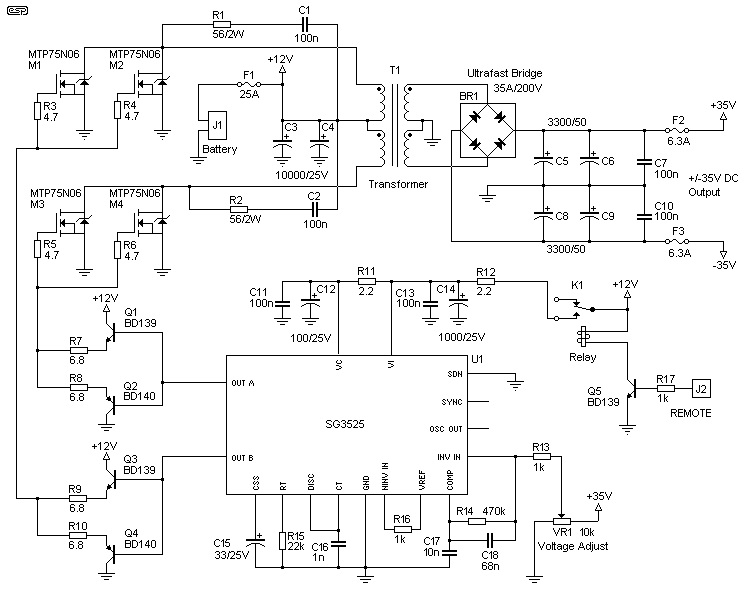 esp
R1
56/2W
C1
100n
MTP75N06
M1
MTP75N06
M2
R3
4.7
R4
4.7
+12V
F1
25A
J1
Battery
C3
C4
10000/25V
T1
Transformer
Ultrafast Bridge
35A/200V
BR1
3300/50
C5
C6
C7
100n
F2
6.3A
+35V
+/-35V DC
Output
C8
C9
C10
100n
3300/50
F3
6.3A
-35V
MTP75N06
M3
MTP75N06
M4
R2
56/2W
C2
100n
R5
4.7
R6
4.7
+12V
Q1
BD139
R7
6.8
R8
6.8
Q2
BD140
+12V
Q3
BD139
R9
6.8
R10
6.8
Q4
BD140
C11
100n
C12
100/25V
R11
2.2
C13
100n
C14
1000/25V
R12
2.2
K1
+12V
Relay
Q5
BD139
R17
1k
J2
REMOTE
U1
SG3525
VC
VI
OUT A
OUT B
SDN
SYNC
OSC OUT
INV IN
CSS
RT
DISC
CT
GND
NINV IN
VREF
COMP
R13
1k
R14
470k
C15
33/25V
R15
22k
C16
1n
R16
1k
C17
10n
C18
68n
+35V
VR1
10k
Voltage Adjust